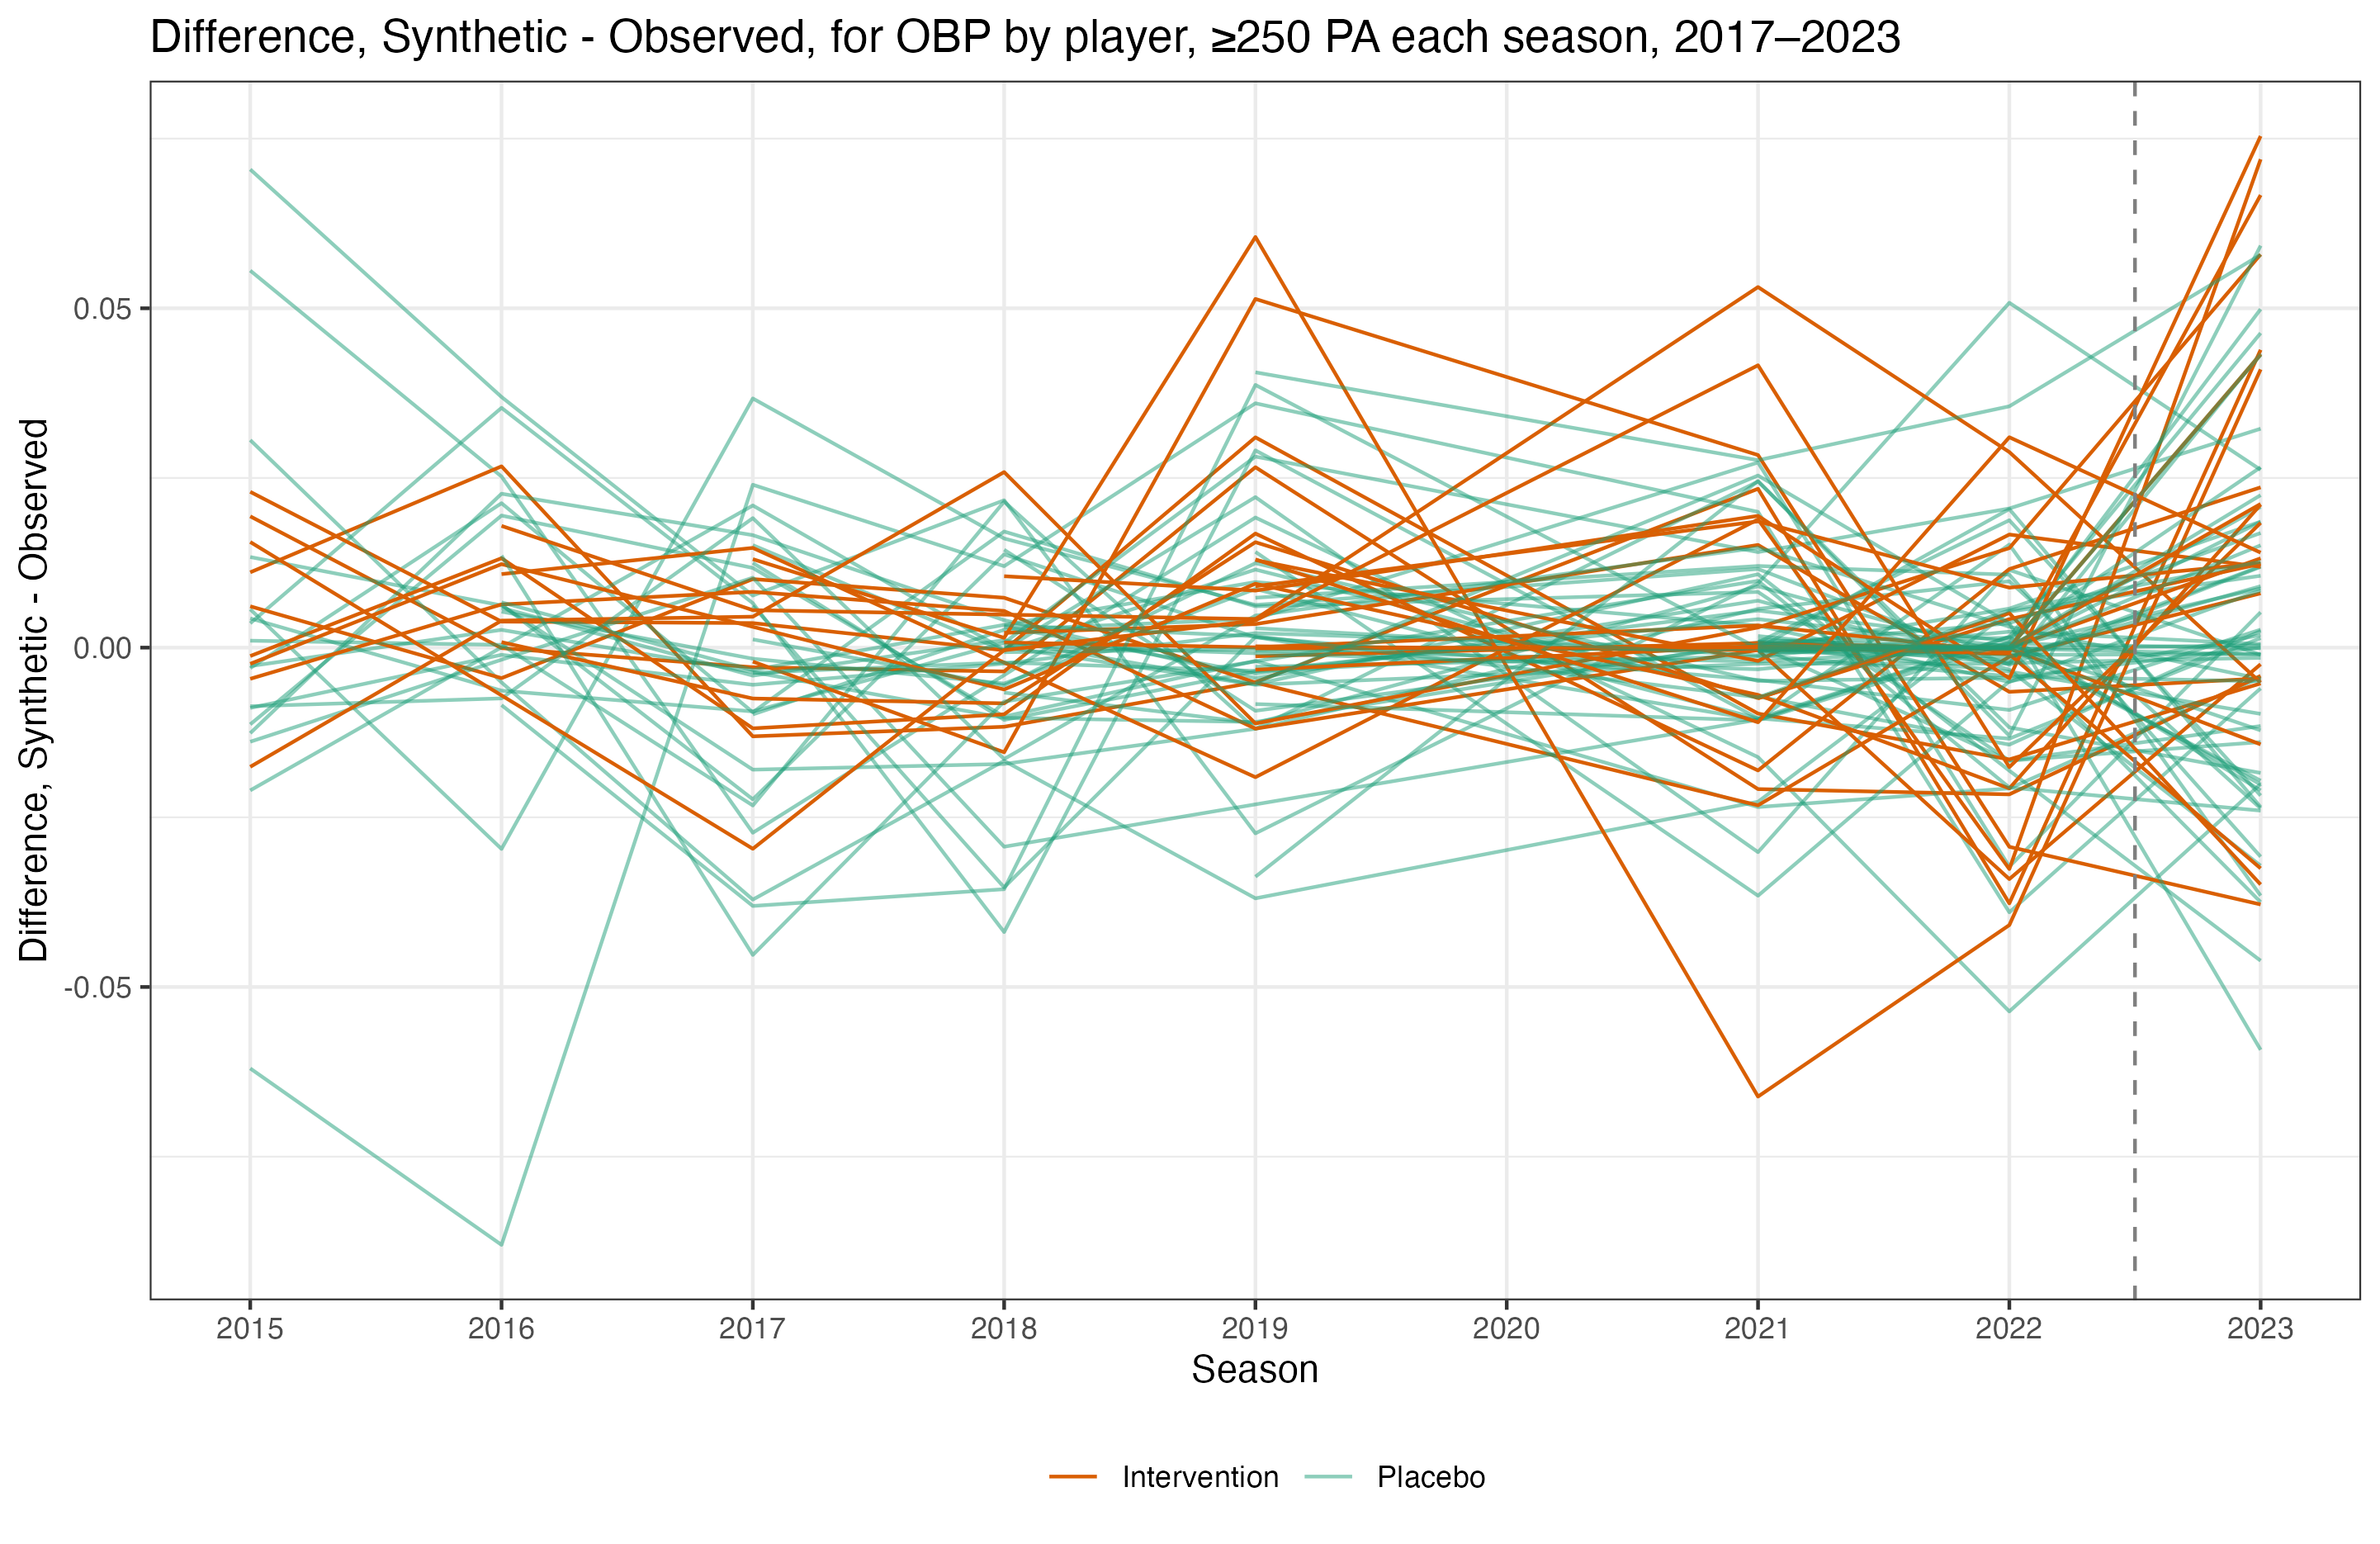 Difference, Synthetic - Observed, for OBP by player, ≥250 PA each season, 2017–2023
Difference, Synthetic - Observed
0.05
0.00
-0.05
2015 2016 2017 2018 2019 2020 2021 2022 2023
Season
Intervention Placebo